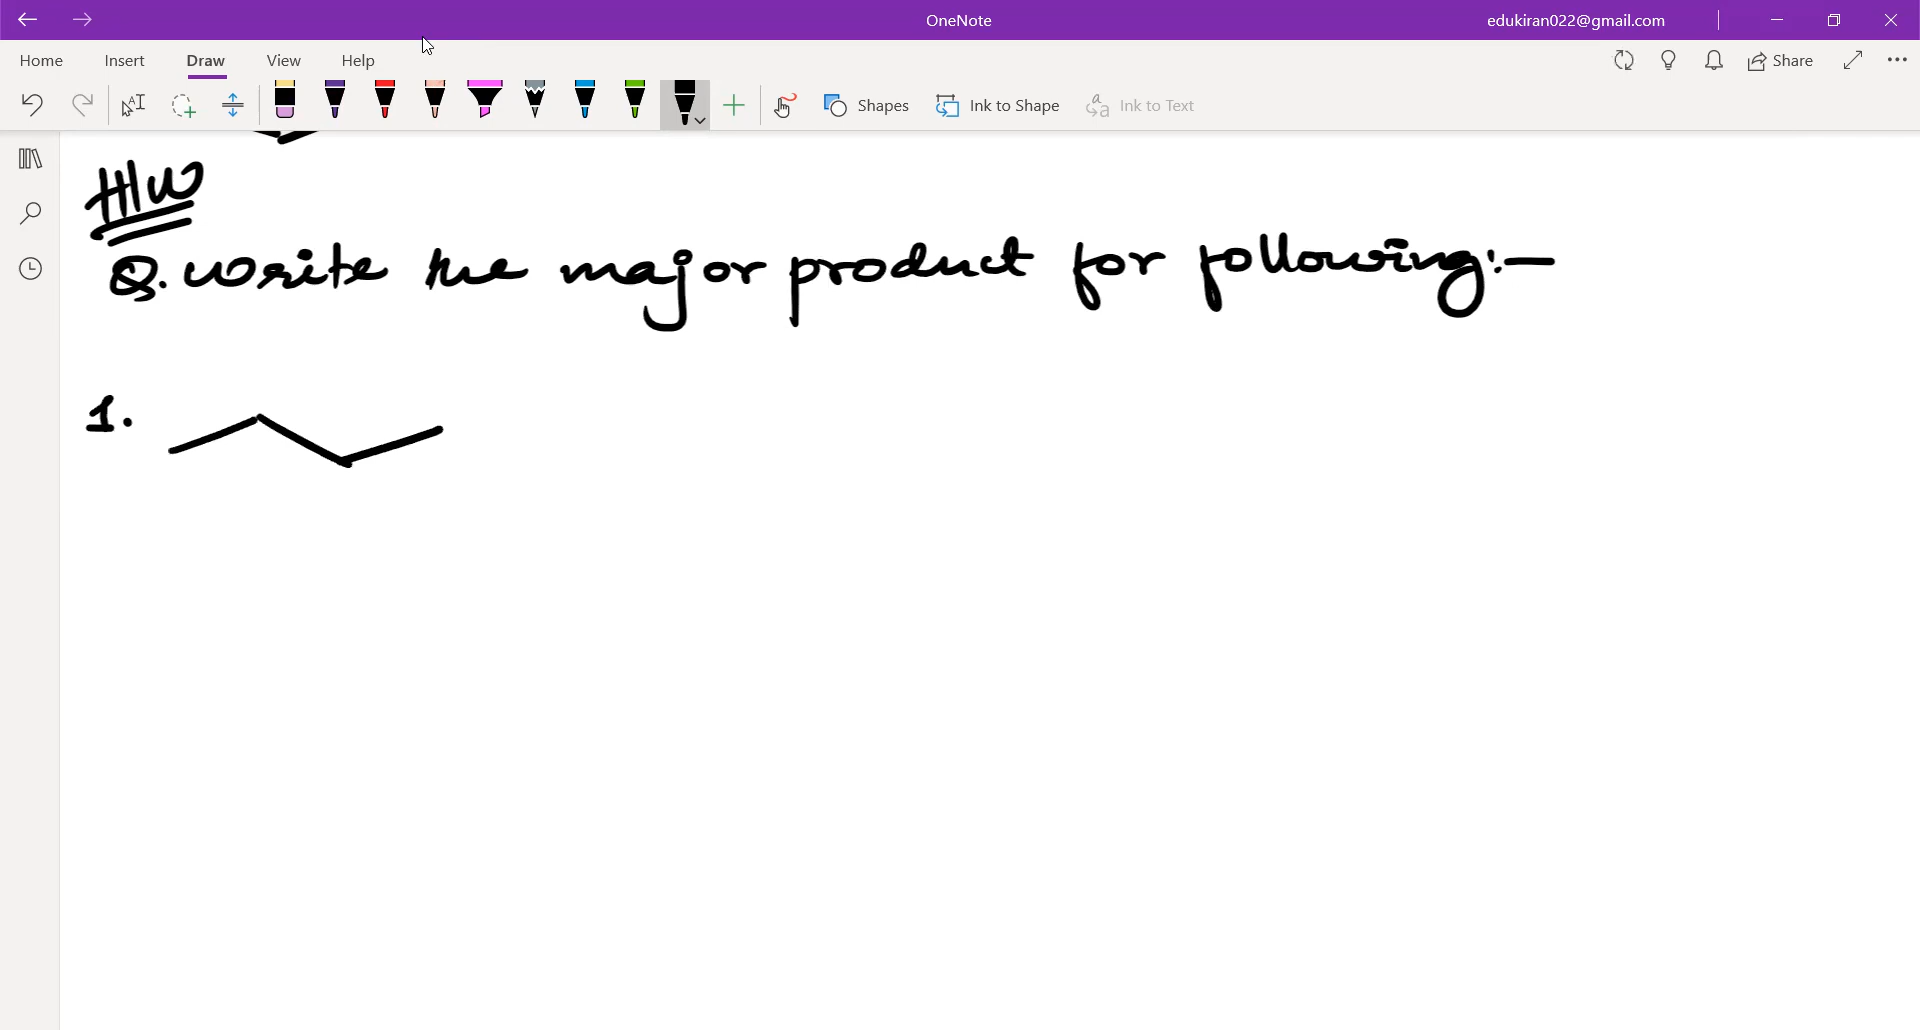 OneNote
edukiran022@gmail.com
Home Insert Draw View Help
Share
Shapes Ink to Shape Ink to Text
HW
Q. Write the major product for following:-
1.